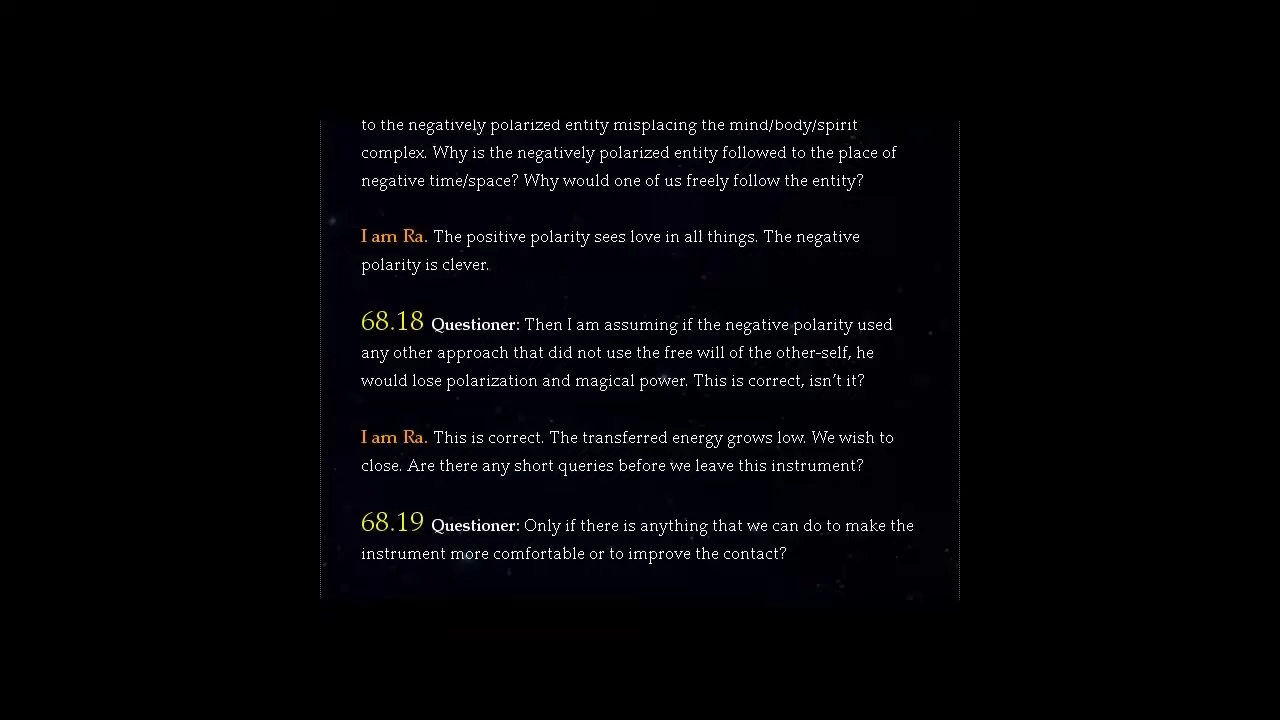 to the negatively polarized entity misplacing the mind/body/spirit
complex. Why is the negatively polarized entity followed to the place of
negative time/space? Why would one of us freely follow the entity?
I am Ra. The positive polarity sees love in all things. The negative
polarity is clever.
68.18 Questioner: Then I am assuming if the negative polarity used
any other approach that did not use the free will of the other-self, he
would lose polarization and magical power. This is correct, isn’t it?
I am Ra. This is correct. The transferred energy grows low. We wish to
close. Are there any short queries before we leave this instrument?
68.19 Questioner: Only if there is anything that we can do to make the
instrument more comfortable or to improve the contact?